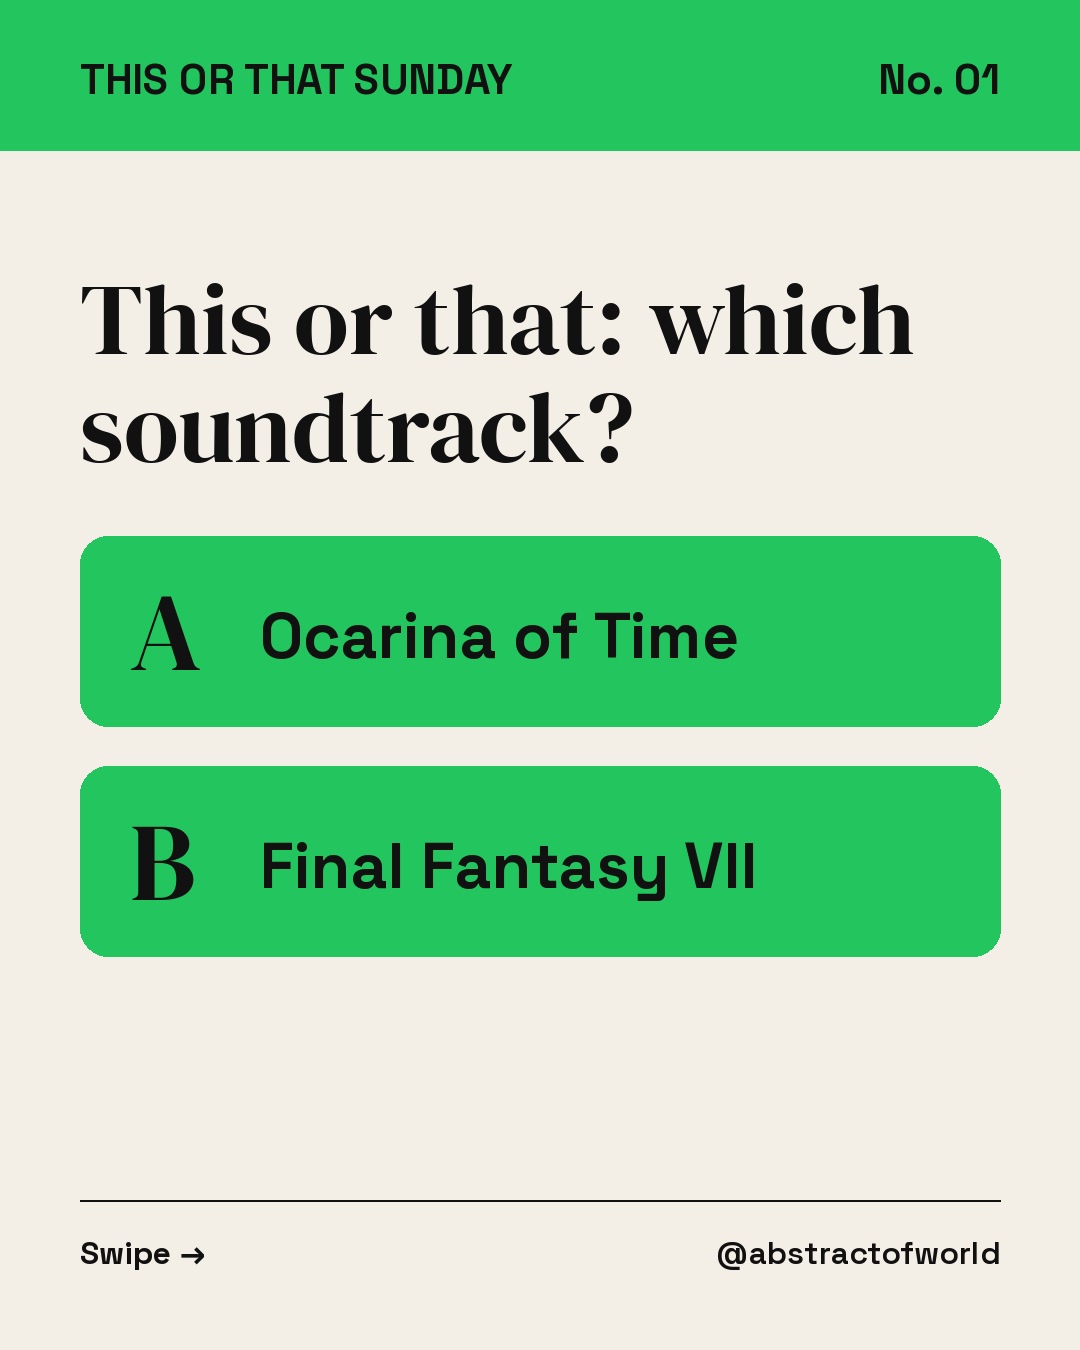 THIS OR THAT SUNDAY
No. 01
This or that: which
soundtrack?
A Ocarina of Time
B Final Fantasy VII
Swipe →
@abstractofworld